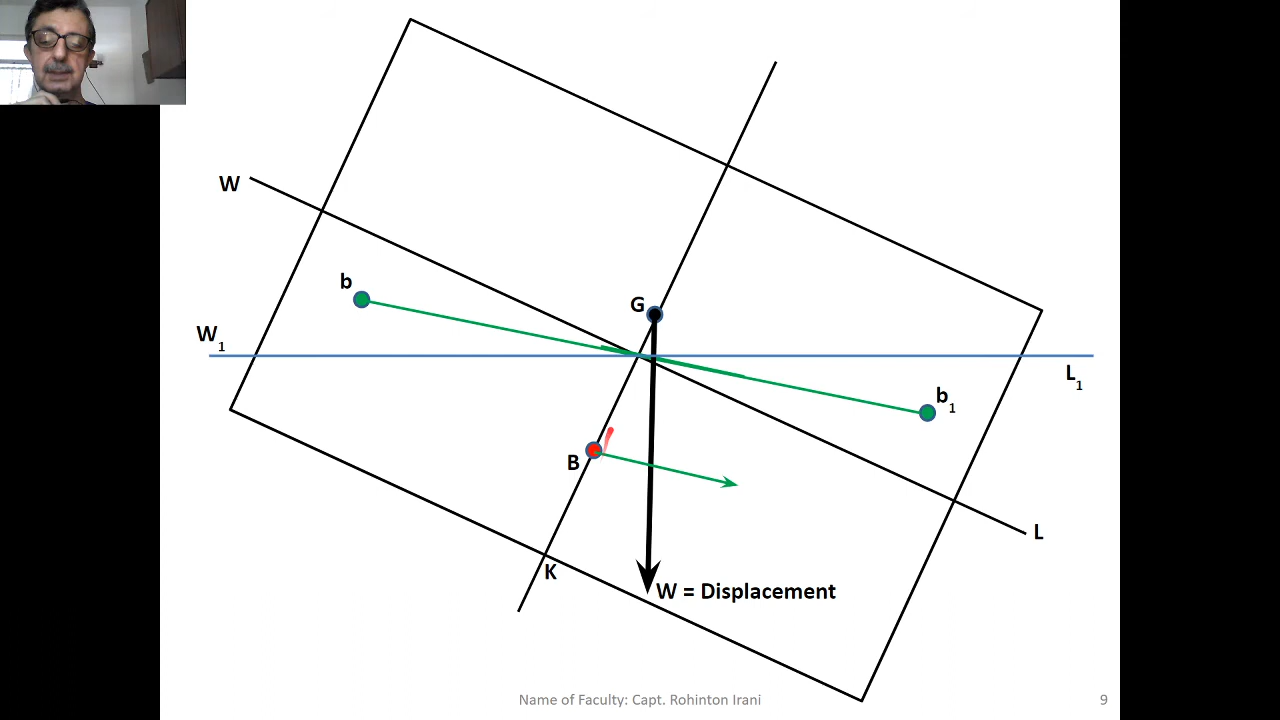 W
b
G
W1
L1
b1
B
L
K
W = Displacement
Name of Faculty: Capt. Rohinton Irani
9